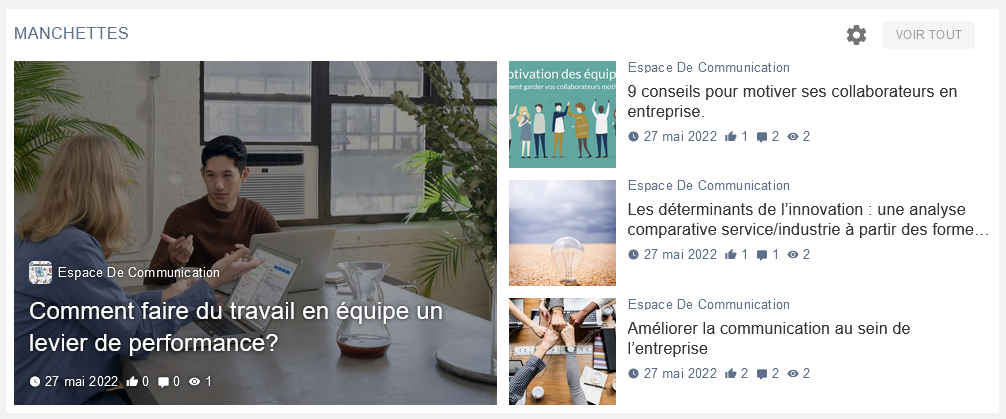 MANCHETTES
VOIR TOUT
Espace De Communication
Comment faire du travail en équipe un
levier de performance?
27 mai 2022 0 0 1
otivation des équip
ment garder vos collaborateurs moti
Espace De Communication
9 conseils pour motiver ses collaborateurs en
entreprise.
27 mai 2022 1 2 2
Espace De Communication
Les déterminants de l’innovation : une analyse
comparative service/industrie à partir des forme…
27 mai 2022 1 1 2
Espace De Communication
Améliorer la communication au sein de
l’entreprise
27 mai 2022 2 2 2